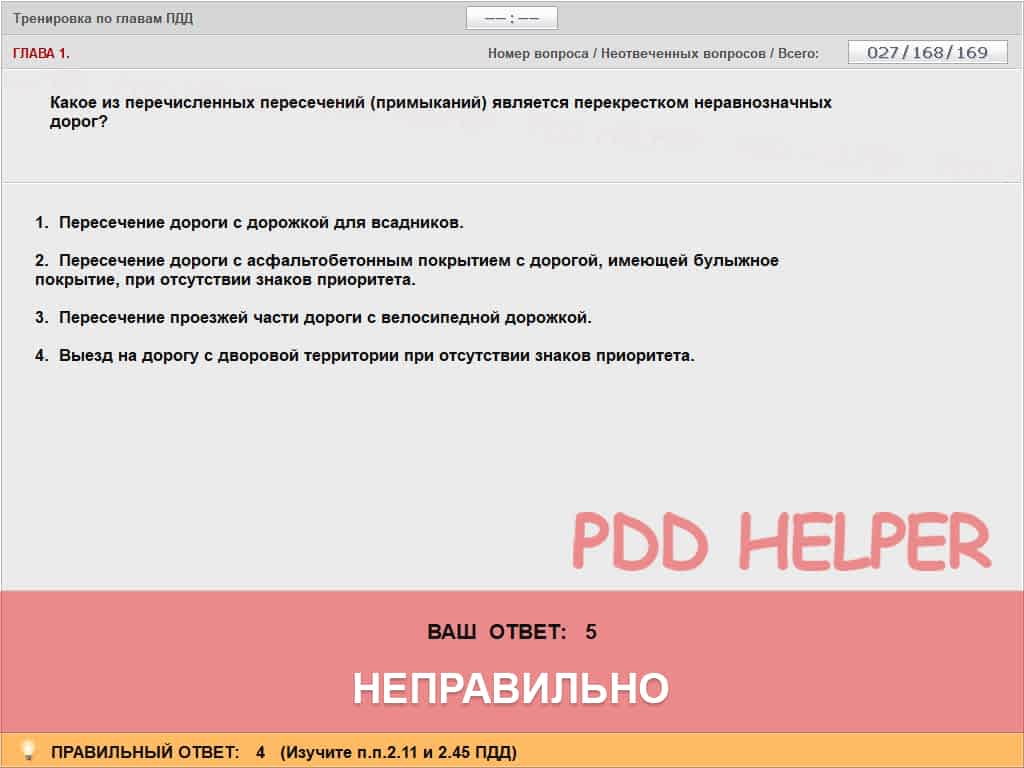 Тренировка по главам ПДД
−− : −−
ГЛАВА 1.
Номер вопроса / Неотвеченных вопросов / Всего:
027/168/169
Какое из перечисленных пересечений (примыканий) является перекрестком неравнозначных
дорог?
1. Пересечение дороги с дорожкой для всадников.
2. Пересечение дороги с асфальтобетонным покрытием с дорогой, имеющей булыжное
покрытие, при отсутствии знаков приоритета.
3. Пересечение проезжей части дороги с велосипедной дорожкой.
4. Выезд на дорогу с дворовой территории при отсутствии знаков приоритета.
PDD HELPER
ВАШ ОТВЕТ: 5
НЕПРАВИЛЬНО
ПРАВИЛЬНЫЙ ОТВЕТ: 4 (Изучите п.п.2.11 и 2.45 ПДД)